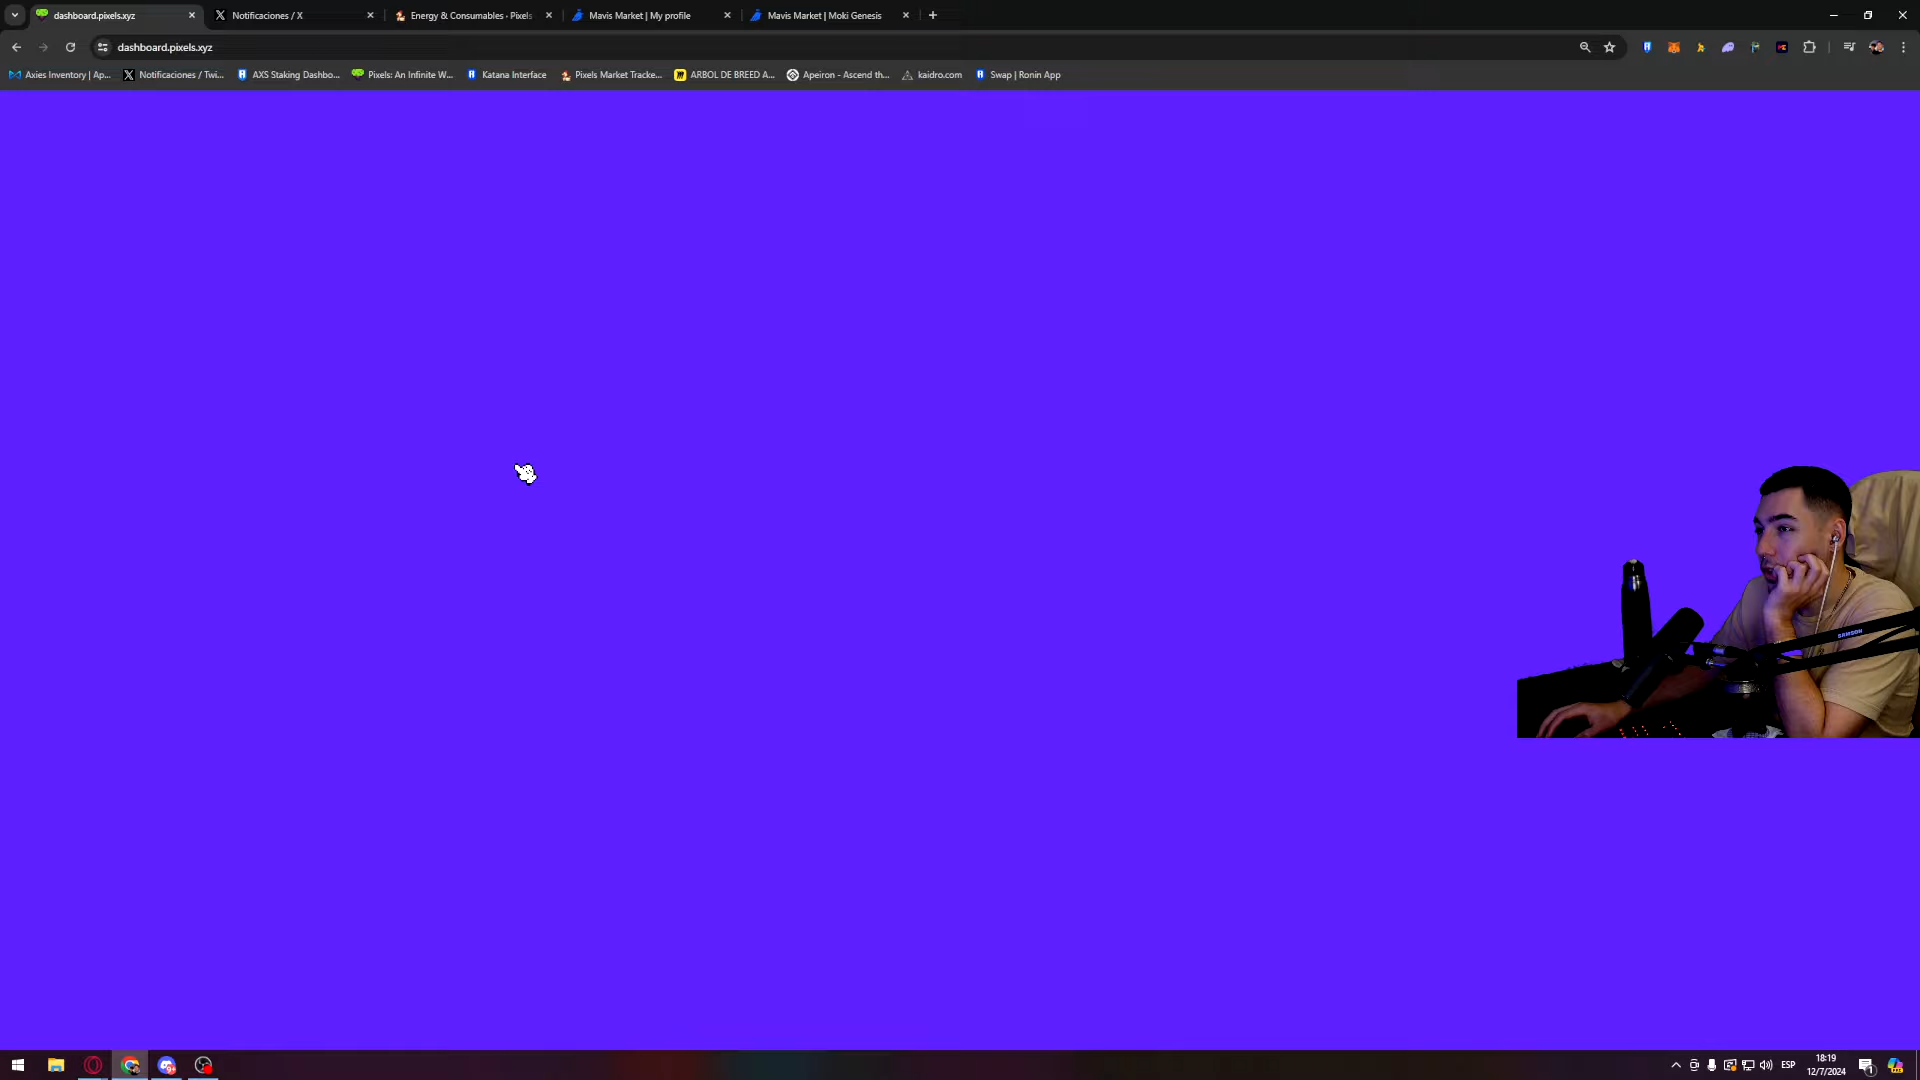 dashboard.pixels.xyz
Notificaciones / X
Energy & Consumables - Pixels
Mavis Market | My profile
Mavis Market | Moki Genesis
dashboard.pixels.xyz
Axies Inventory | Ap...
Notificaciones / Twi...
AXS Staking Dashbo...
Pixels: An Infinite W...
Katana Interface
Pixels Market Tracke...
ARBOL DE BREED A...
Apeiron - Ascend th...
kaidro.com
Swap | Ronin App
SAMSON
ESP
18:19
12/7/2024